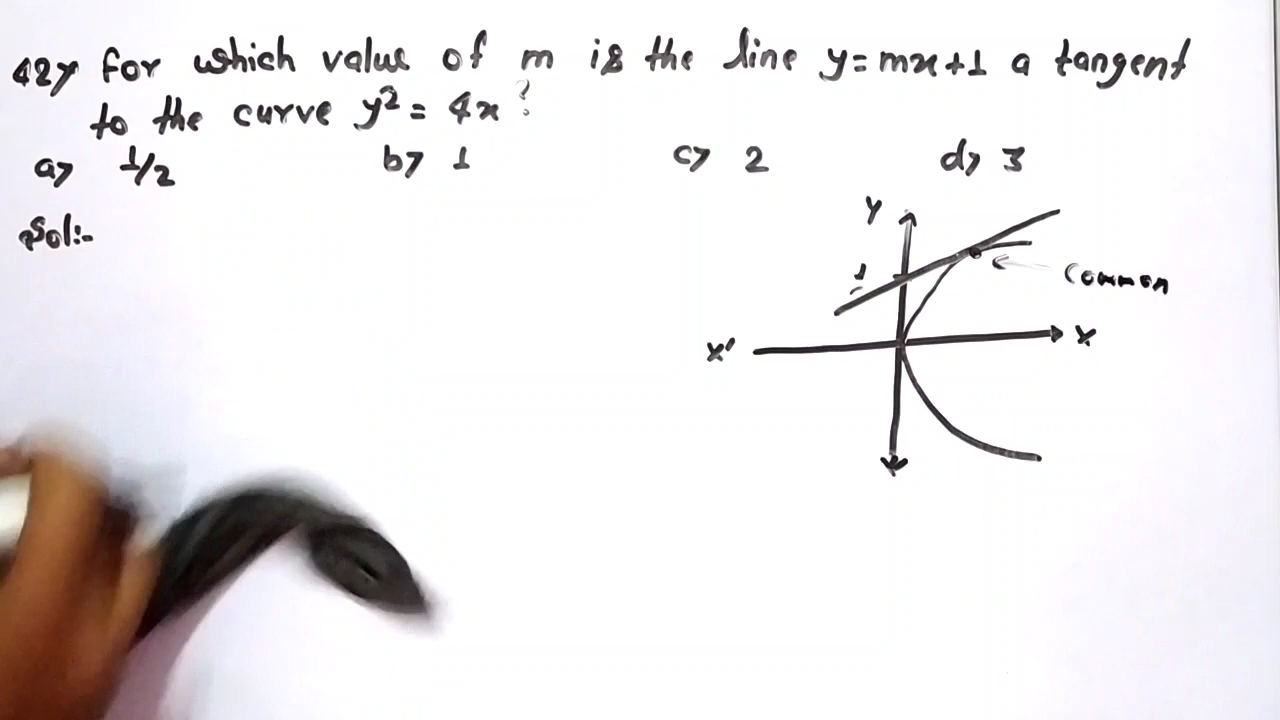 42> For which value of m is the line y=mx+1 a tangent
to the curve y²= 4x?
a> 1/2 b> 1 c> 2 d> 3
Sol:-
Y
1
Common
X' X